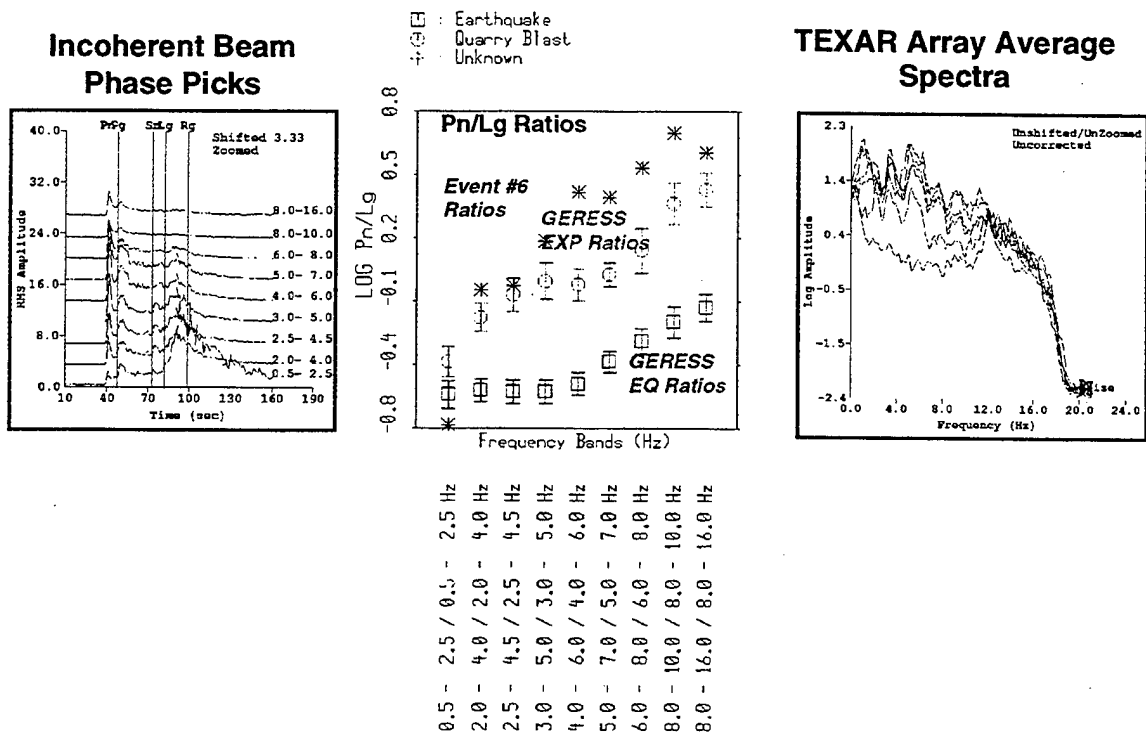 Incoherent Beam
Phase Picks
40.0
32.0
24.0
16.0
8.0
0.0
RMS Amplitude
Pn Pg Sn Lg Rg
Shifted 3.33
Zoomed
8.0-16.0
8.0-10.0
6.0- 8.0
5.0- 7.0
4.0- 6.0
3.0- 5.0
2.5- 4.5
2.0- 4.0
0.5- 2.5
10 40 70 100 130 160 190
Time (sec)
: Earthquake
: Quarry Blast
: Unknown
Pn/Lg Ratios
Event #6
Ratios
GERESS
EXP Ratios
GERESS
EQ Ratios
LOG Pn/Lg
0.8
0.5
0.2
-0.1
-0.4
-0.8
Frequency Bands (Hz)
0.5 - 2.5 / 0.5 - 2.5 Hz
2.0 - 4.0 / 2.0 - 4.0 Hz
2.5 - 4.5 / 2.5 - 4.5 Hz
3.0 - 5.0 / 3.0 - 5.0 Hz
4.0 - 6.0 / 4.0 - 6.0 Hz
5.0 - 7.0 / 5.0 - 7.0 Hz
6.0 - 8.0 / 6.0 - 8.0 Hz
8.0 - 10.0 / 8.0 - 10.0 Hz
8.0 - 16.0 / 8.0 - 16.0 Hz
TEXAR Array Average
Spectra
Unshifted/UnZoomed
Uncorrected
2.3
1.4
0.4
-0.5
-1.5
-2.4
Log Amplitude
0.0 4.0 8.0 12.0 16.0 20.0 24.0
Frequency (Hz)